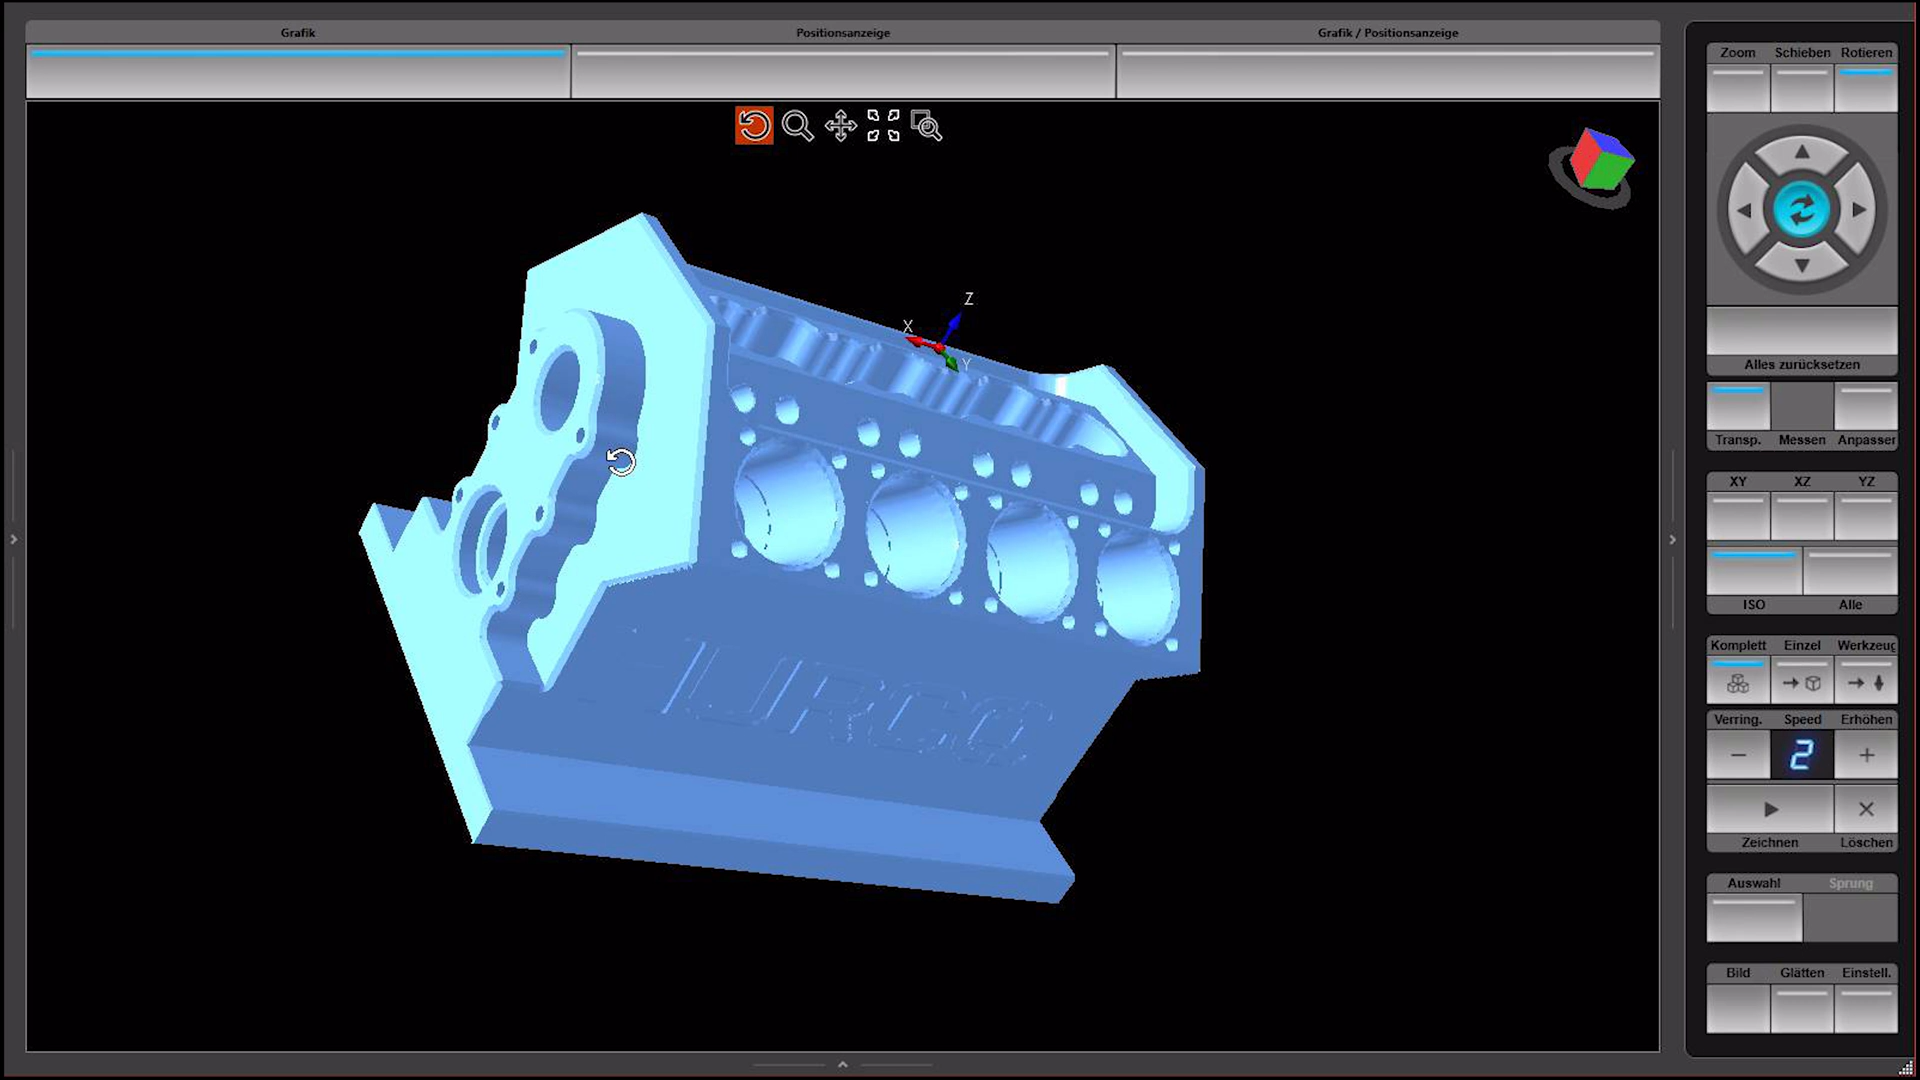 Grafik
Positionsanzeige
Grafik / Positionsanzeige
Zoom
Schieben
Rotieren
Z
X
Y
Alles zurücksetzen
Transp.
Messen
Anpasser
XY
XZ
YZ
ISO
Alle
Komplett
Einzel
Werkzeug
HURCO
Verring.
Speed
Erhöhen
2
Zeichnen
Löschen
Auswahl
Sprung
Bild
Glätten
Einstell.